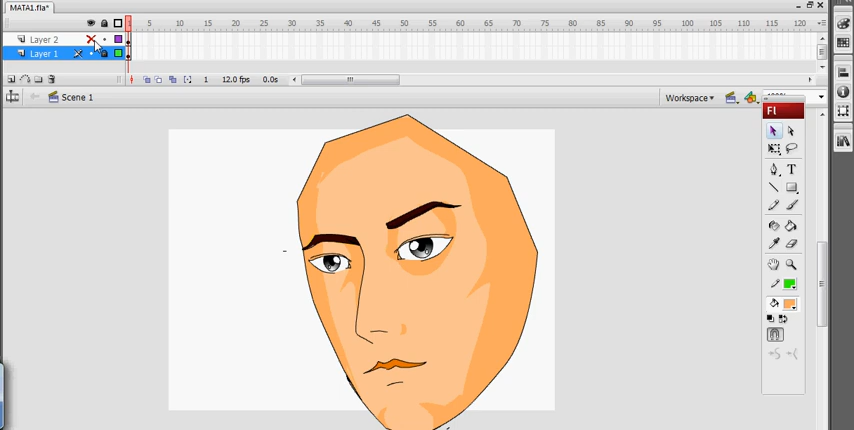 MATA1.fla*
1 5 10 15 20 25 30 35 40 45 50 55 60 65 70 75 80 85 90 95 100 105 110 115 120
Layer 2
Layer 1
1 12.0 fps 0.0s
Scene 1
Workspace
Fl
T